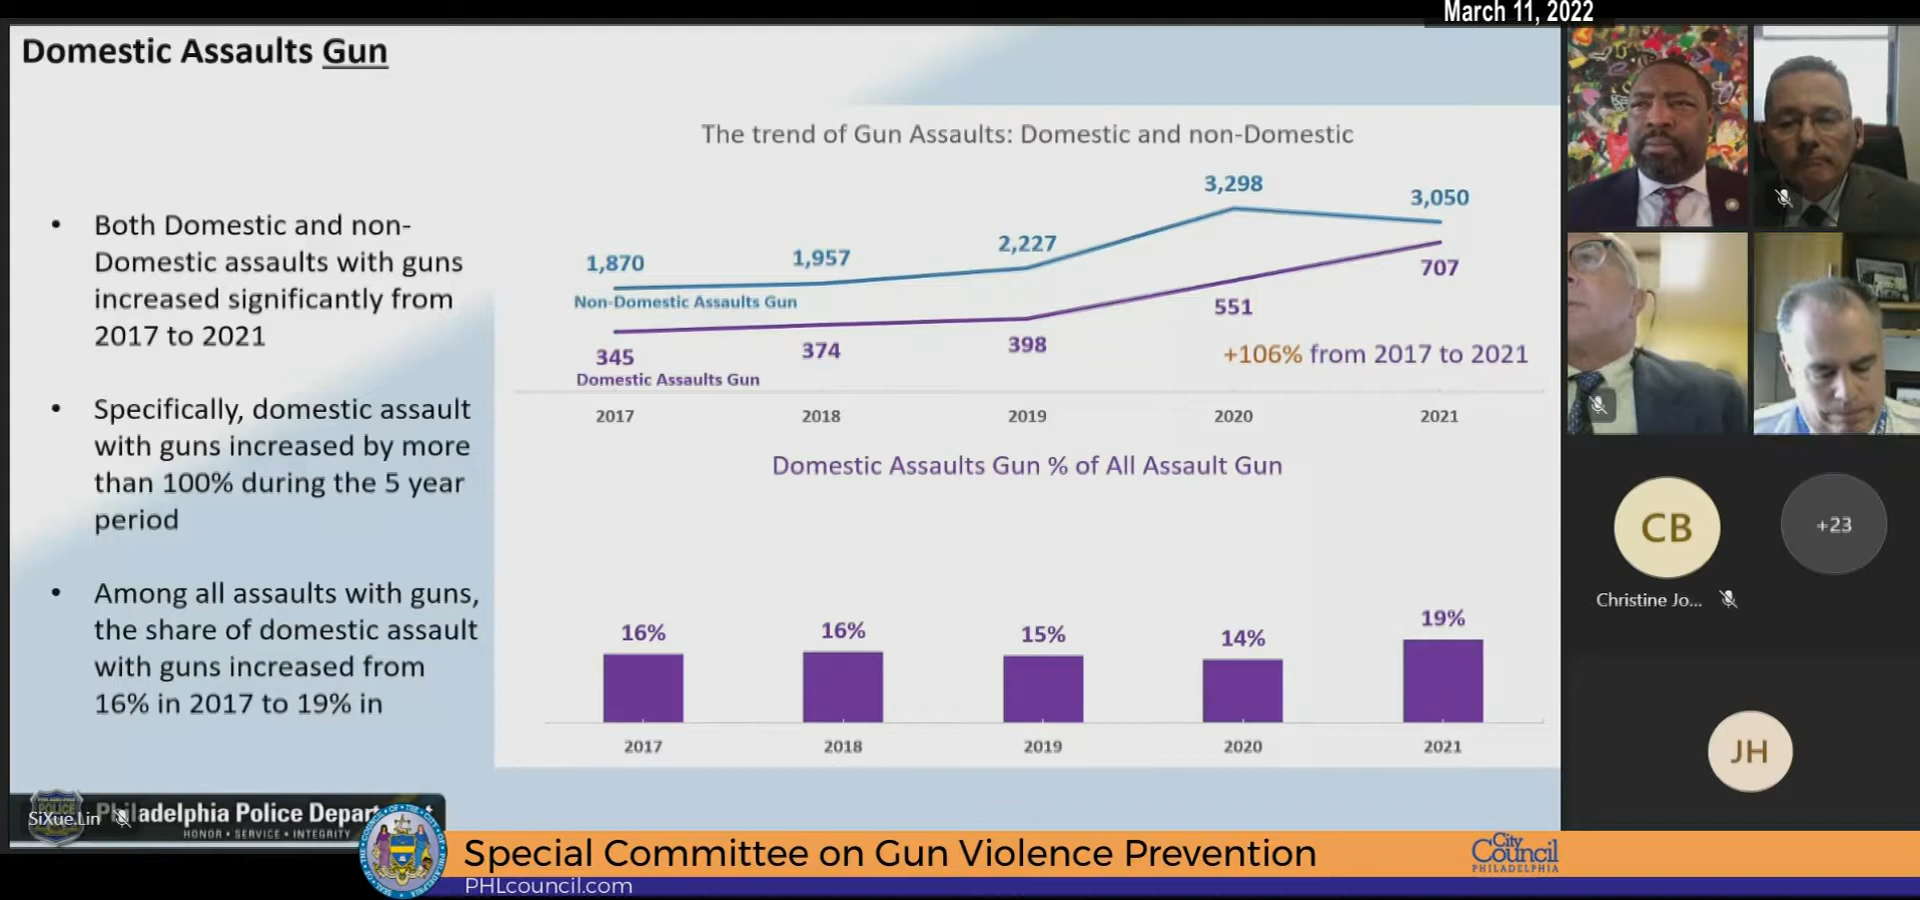 March 11, 2022
Domestic Assaults Gun
• Both Domestic and non-
Domestic assaults with guns
increased significantly from
2017 to 2021
• Specifically, domestic assault
with guns increased by more
than 100% during the 5 year
period
• Among all assaults with guns,
the share of domestic assault
with guns increased from
16% in 2017 to 19% in
The trend of Gun Assaults: Domestic and non-Domestic
1,870 1,957 2,227 3,298 3,050
Non-Domestic Assaults Gun
345 374 398 551 707
Domestic Assaults Gun
+106% from 2017 to 2021
2017 2018 2019 2020 2021
Domestic Assaults Gun % of All Assault Gun
16% 16% 15% 14% 19%
2017 2018 2019 2020 2021
CB
+23
Christine Jo...
JH
SiXue.Lin
Philadelphia Police Depar
HONOR • SERVICE • INTEGRITY
Special Committee on Gun Violence Prevention
PHLcouncil.com
City
Council
PHILADELPHIA